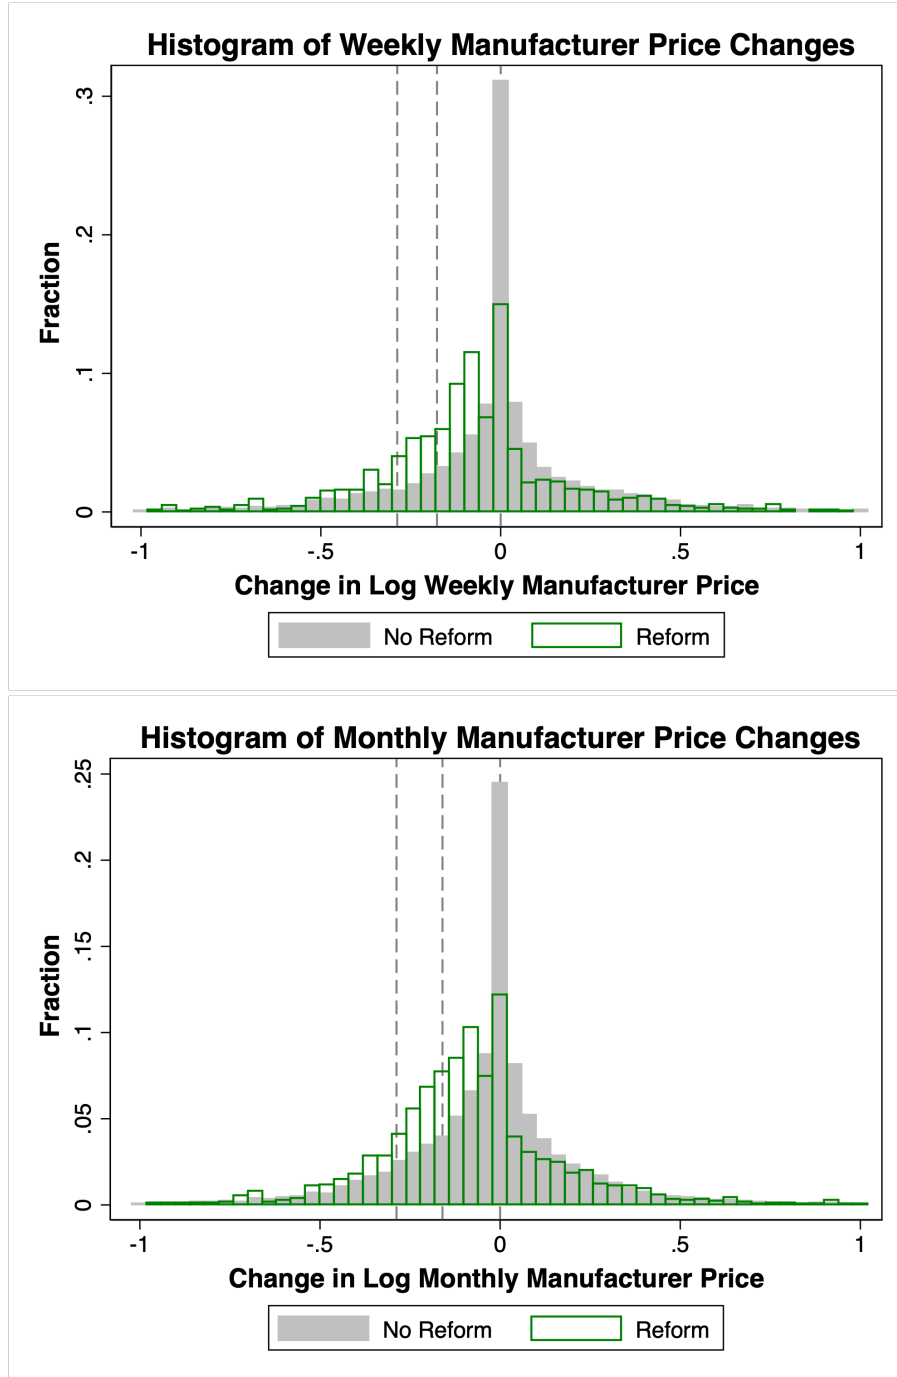 Histogram of Weekly Manufacturer Price Changes
.3
.2
.1
0
Fraction
-1 -.5 0 .5 1
Change in Log Weekly Manufacturer Price
No Reform Reform
Histogram of Monthly Manufacturer Price Changes
.25
.2
.15
.1
.05
0
Fraction
-1 -.5 0 .5 1
Change in Log Monthly Manufacturer Price
No Reform Reform